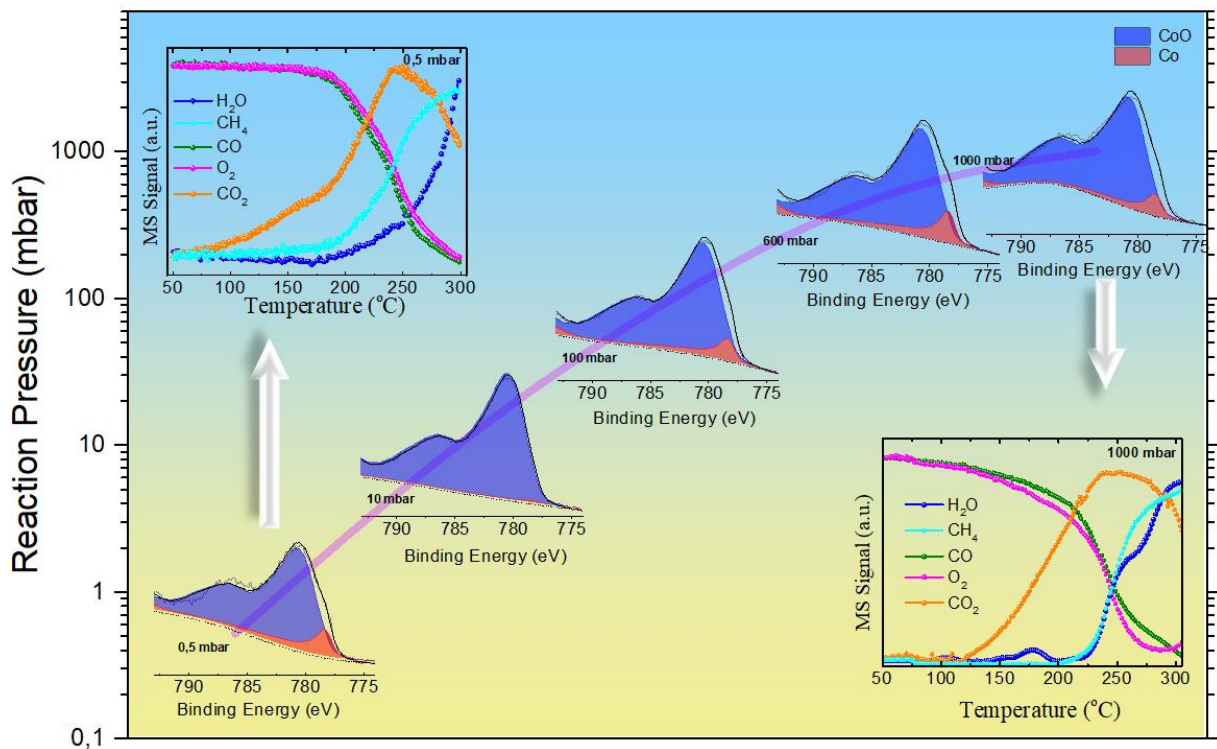 Reaction Pressure (mbar)
1000
100
10
1
0,1
CoO
Co
0,5 mbar
H₂O
CH₄
CO
O₂
CO₂
MS Signal (a.u.)
50 100 150 200 250 300
Temperature (°C)
1000 mbar
790 785 780 775
Binding Energy (eV)
600 mbar
790 785 780 775
Binding Energy (eV)
100 mbar
790 785 780 775
Binding Energy (eV)
10 mbar
790 785 780 775
Binding Energy (eV)
0,5 mbar
790 785 780 775
Binding Energy (eV)
1000 mbar
H₂O
CH₄
CO
O₂
CO₂
MS Signal (a.u.)
50 100 150 200 250 300
Temperature (°C)